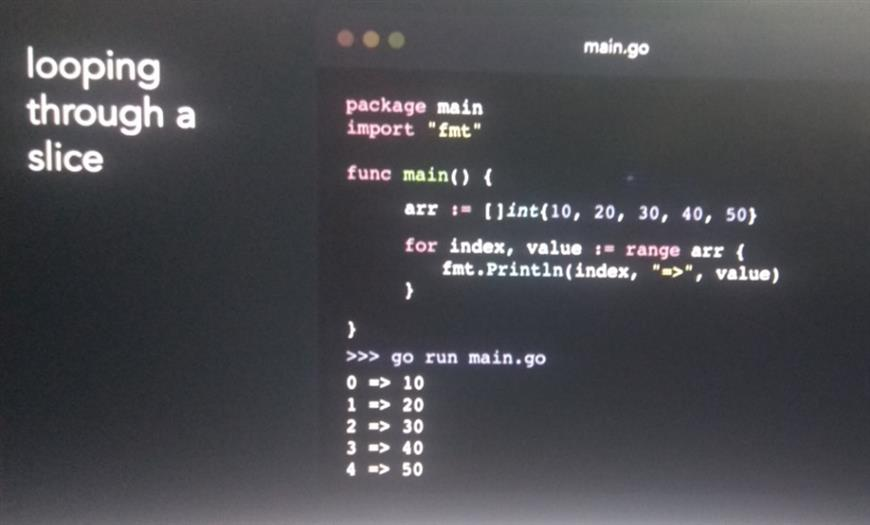 looping
through a
slice
main.go
package main
import "fmt"
func main() {
arr := []int{10, 20, 30, 40, 50}
for index, value := range arr {
fmt.Println(index, "=>", value)
}
}
>>> go run main.go
0 => 10
1 => 20
2 => 30
3 => 40
4 => 50